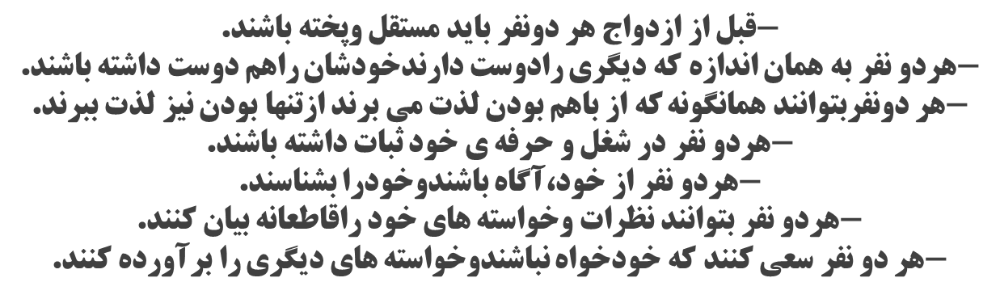 –قبل از ازدواج هر دونفر باید مستقل وپخته باشند.
–هردو نفر به همان اندازه که دیگری رادوست دارندخودشان راهم دوست داشته باشند.
–هر دونفربتوانند همانگونه که از باهم بودن لذت می برند ازتنها بودن نیز لذت ببرند.
–هردو نفر در شغل و حرفه ی خود ثبات داشته باشند.
–هردو نفر از خود،آگاه باشندوخودرا بشناسند.
–هردو نفر بتوانند نظرات وخواسته های خود راقاطعانه بیان کنند.
–هر دو نفر سعی کنند که خودخواه نباشندوخواسته های دیگری را برآورده کنند.